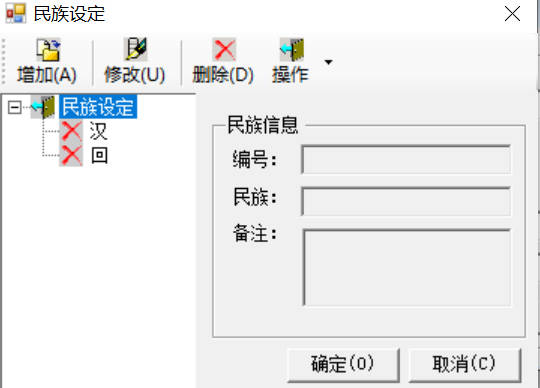 民族设定
增加(A) 修改(U) 删除(D) 操作
民族设定
汉
回
民族信息
编号：
民族：
备注：
确定(O) 取消(C)